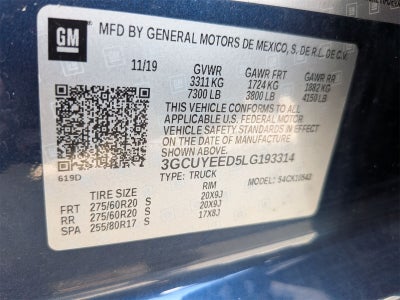 GM
MFD BY GENERAL MOTORS DE MEXICO, S. DE R.L. DE C.V.
11/19 GVWR GAWR FRT GAWR RR
3311 KG 1724 KG 1882 KG
7300 LB 3800 LB 4150 LB
THIS VEHICLE CONFORMS TO ALL
APPLICABLE U.S. FEDERAL MOTOR
VEHICLE SAFETY STANDARDS IN EFFECT
ON THE DATE OF MANUFACTURE
SHOWN ABOVE.
3GCUYEED5LG193314
619D
TYPE: TRUCK MODEL: S4CK10543
TIRE SIZE RIM
FRT 275/60R20 S 20X9J
RR 275/60R20 S 20X9J
SPA 255/80R17 S 17X8J